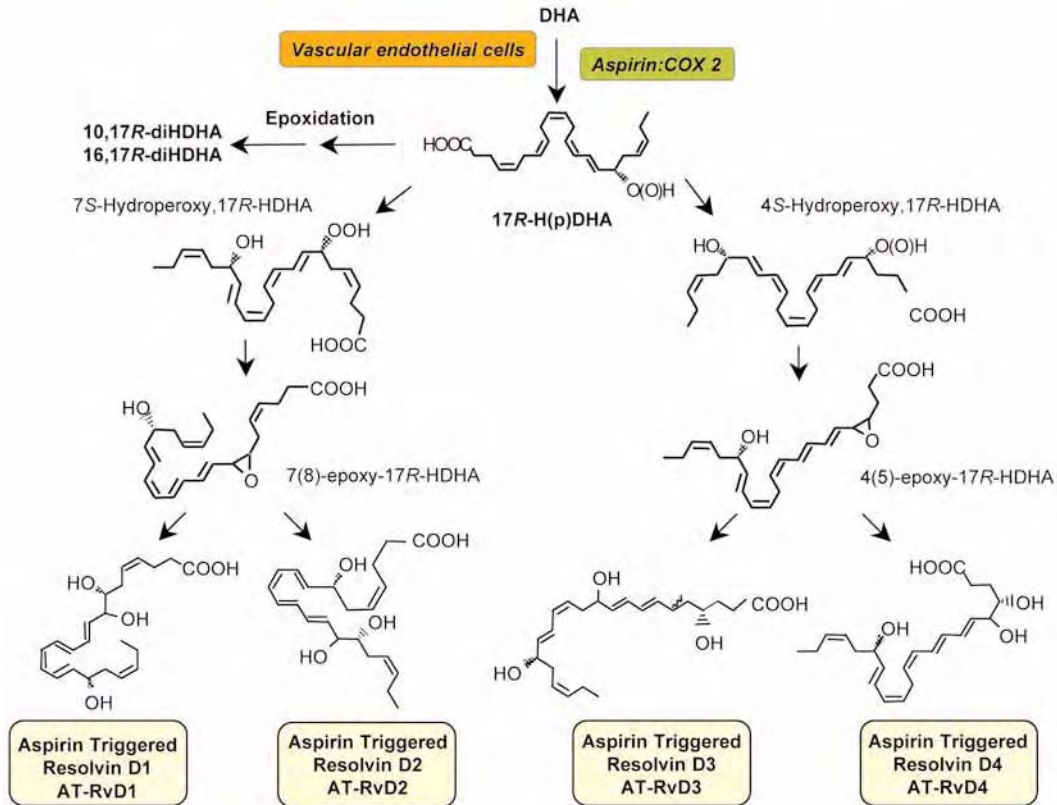 DHA
Vascular endothelial cells
Aspirin:COX 2
Epoxidation
10,17R-diHDHA
16,17R-diHDHA
HOOC
O(O)H
17R-H(p)DHA
7S-Hydroperoxy,17R-HDHA
4S-Hydroperoxy,17R-HDHA
OH
OOH
HOOC
HO
O(O)H
COOH
COOH
HO
O
7(8)-epoxy-17R-HDHA
COOH
OH
O
4(5)-epoxy-17R-HDHA
COOH
HO
OH
OH
COOH
OH
OH
HO
OH
COOH
OH
HO
HOOC
OH
OH
OH
Aspirin Triggered
Resolvin D1
AT-RvD1
Aspirin Triggered
Resolvin D2
AT-RvD2
Aspirin Triggered
Resolvin D3
AT-RvD3
Aspirin Triggered
Resolvin D4
AT-RvD4